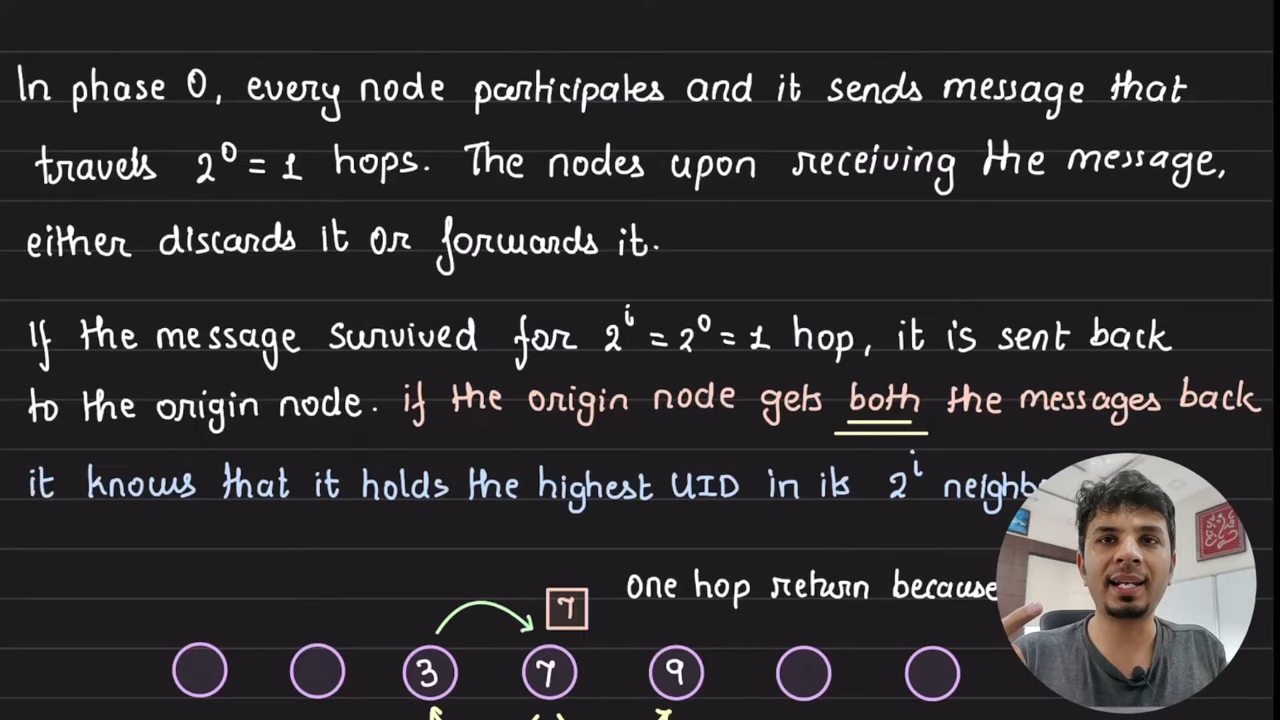 In phase 0, every node participates and it sends message that
travels 2⁰ = 1 hops. The nodes upon receiving the message,
either discards it or forwards it.
If the message survived for 2ⁱ = 2⁰ = 1 hop, it is sent back
to the origin node. if the origin node gets both the messages back
it knows that it holds the highest UID in its 2ⁱ
one hop return because
7
3 7 9